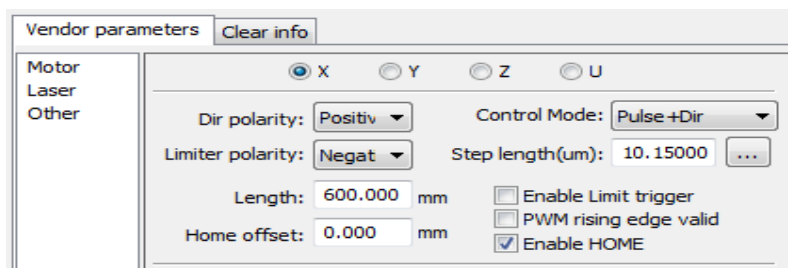 Vendor parameters Clear info
Motor
Laser
Other
X Y Z U
Dir polarity: Positiv Control Mode: Pulse+Dir
Limiter polarity: Negat Step length(um): 10.15000 ...
Length: 600.000 mm Enable Limit trigger
PWM rising edge valid
Home offset: 0.000 mm Enable HOME